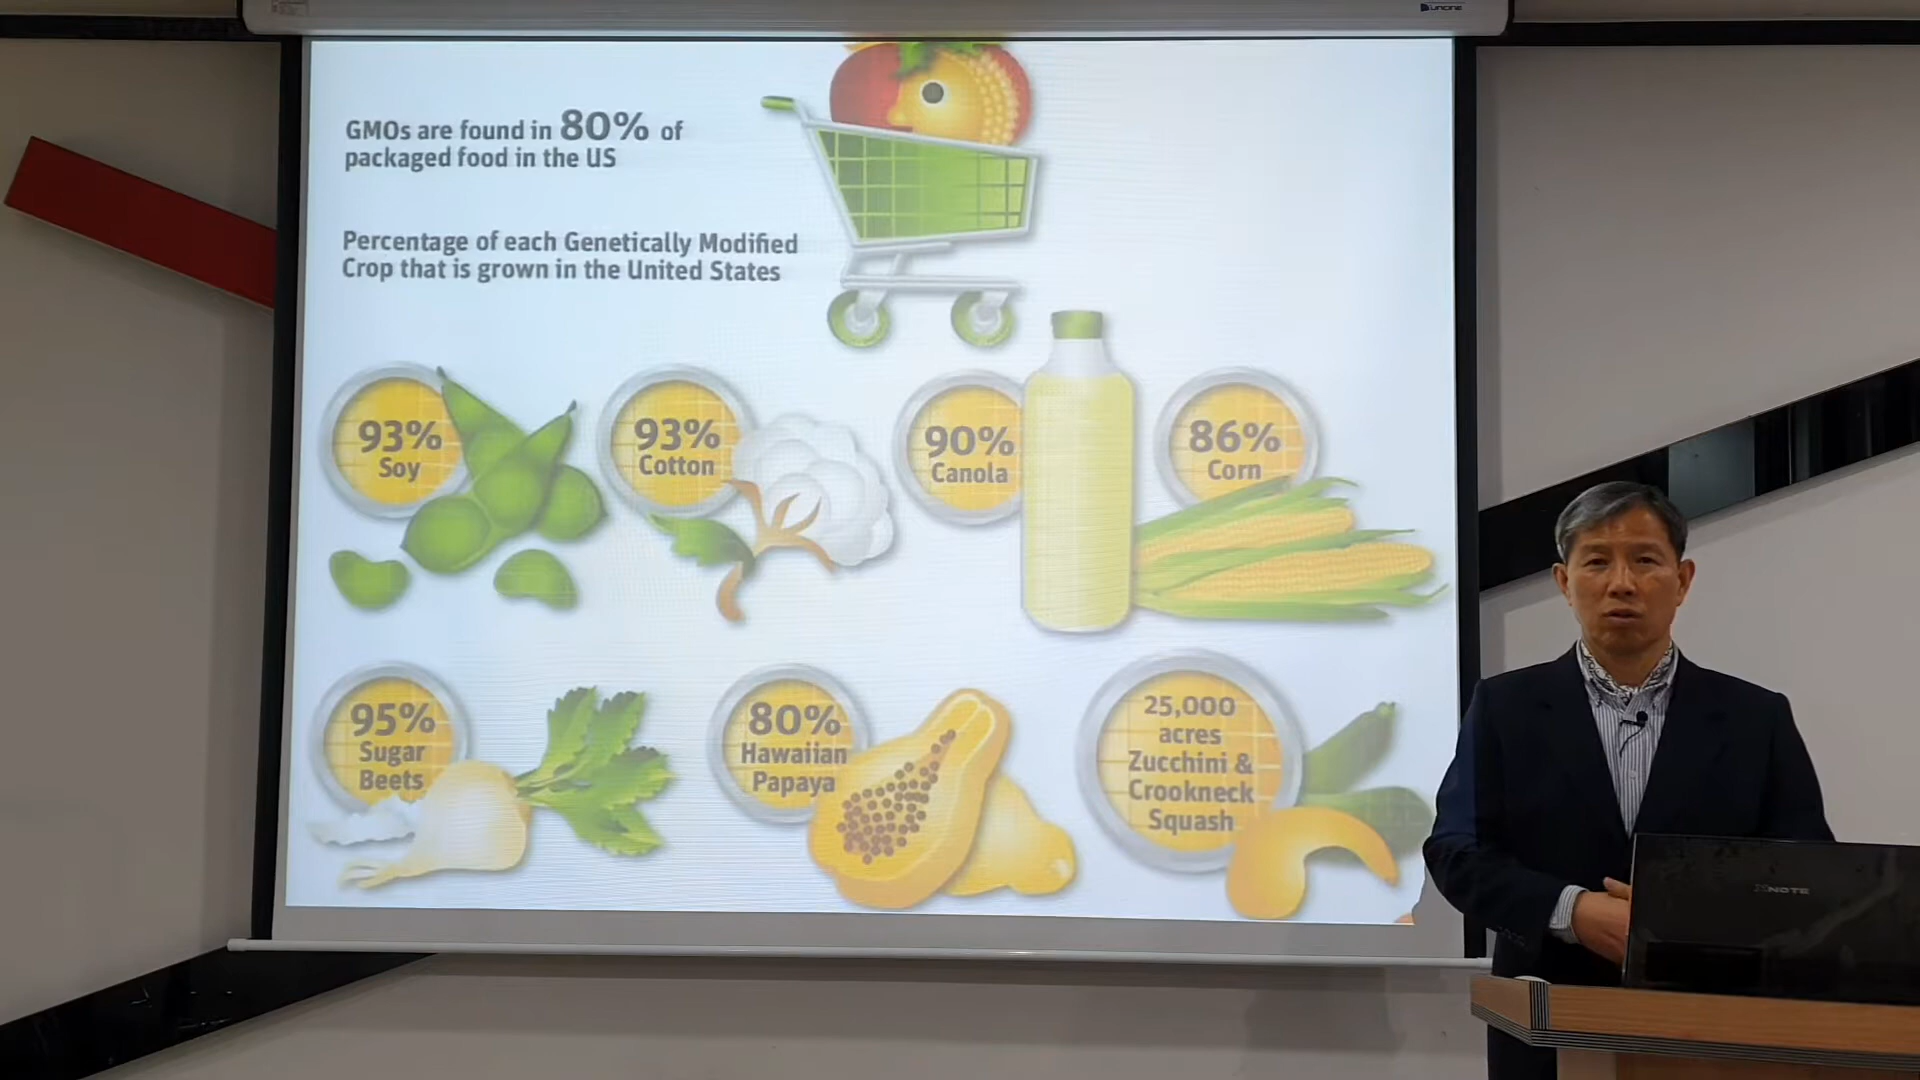 UNICINE
GMOs are found in 80% of
packaged food in the US
Percentage of each Genetically Modified
Crop that is grown in the United States
93%
Soy
93%
Cotton
90%
Canola
86%
Corn
95%
Sugar
Beets
80%
Hawaiian
Papaya
25,000
acres
Zucchini &
Crookneck
Squash
XNOTE